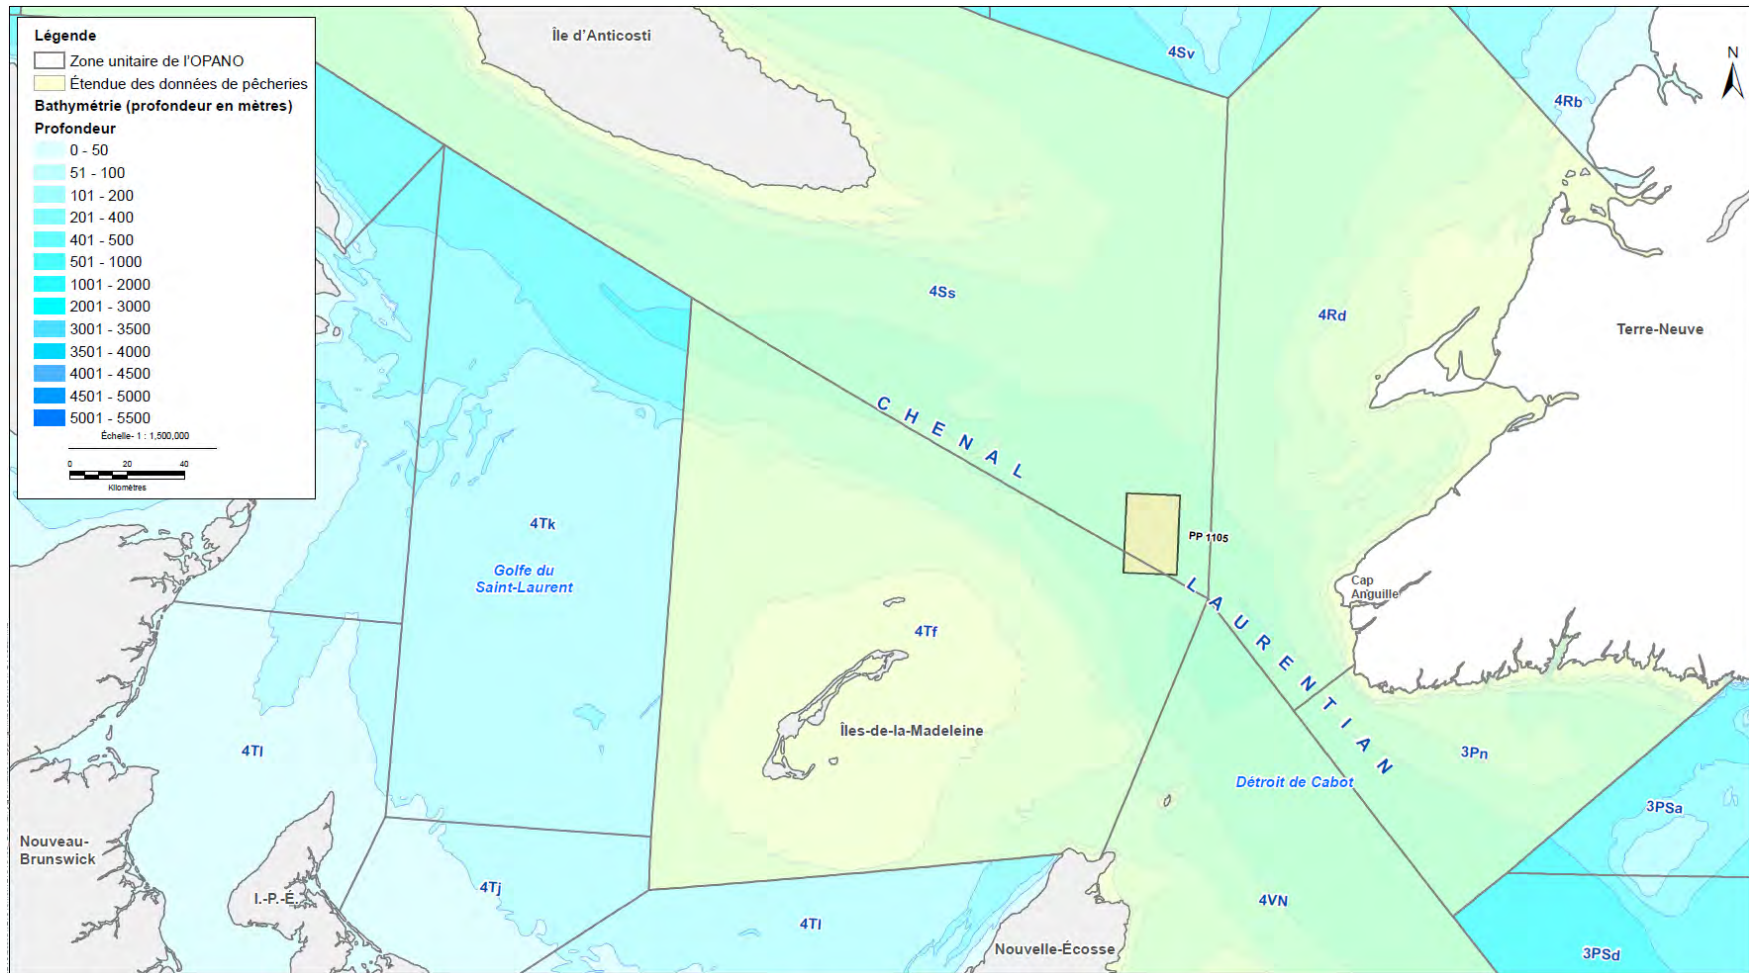 Légende
Zone unitaire de l'OPANO
Étendue des données de pêcheries
Bathymétrie (profondeur en mètres)
Profondeur
0 - 50
51 - 100
101 - 200
201 - 400
401 - 500
501 - 1000
1001 - 2000
2001 - 3000
3001 - 3500
3501 - 4000
4001 - 4500
4501 - 5000
5001 - 5500
Échelle- 1 : 1,500,000
0 20 40
Kilomètres
Île d'Anticosti
4Sv
N
4Rb
4Ss
4Rd
Terre-Neuve
CHENAL
4Tk
PP 1105
Golfe du
Saint-Laurent
Cap
Anguille
LAURENTIAN
4Tf
Îles-de-la-Madeleine
4Tl
3Pn
Détroit de Cabot
3PSa
Nouveau-
Brunswick
4Tj
I.-P.-É.
4VN
4Tl
Nouvelle-Écosse
3PSd